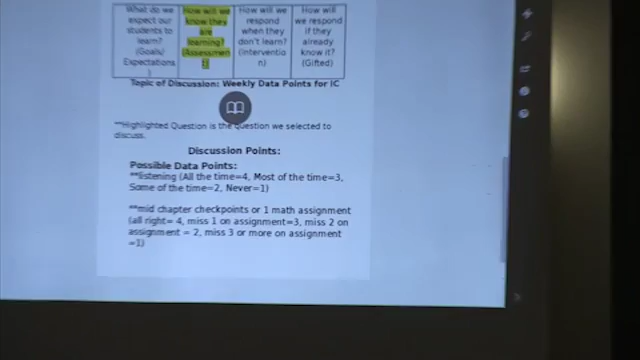 What do we
expect our
students to
learn?
(Goals/
Expectations
)
How will we
know they
are
learning?
(Assessmen
t)
How will we
respond
when they
don't learn?
(Interventio
n)
How will
we respond
if they
already
know it?
(Gifted)
Topic of Discussion: Weekly Data Points for IC
**Highlighted Question is the question we selected to
discuss.
Discussion Points:
Possible Data Points:
**listening (All the time=4, Most of the time=3,
Some of the time=2, Never=1)
**mid chapter checkpoints or 1 math assignment
(all right= 4, miss 1 on assignment=3, miss 2 on
assignment = 2, miss 3 or more on assignment
=1)